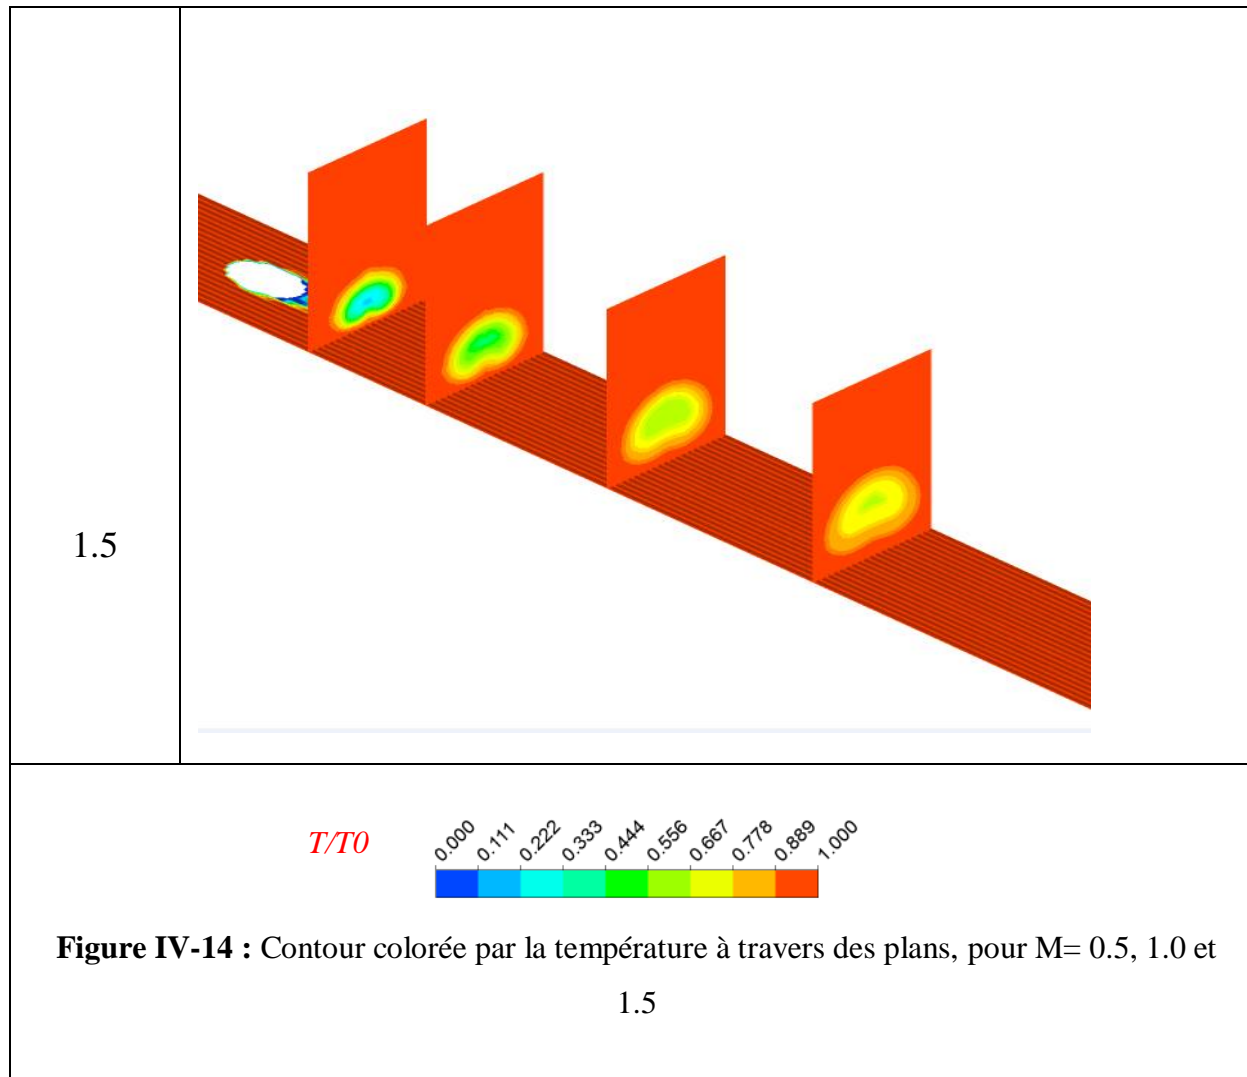 1.5
T/T0
0.000 0.111 0.222 0.333 0.444 0.556 0.667 0.778 0.889 1.000
Figure IV-14 : Contour colorée par la température à travers des plans, pour M= 0.5, 1.0 et
1.5